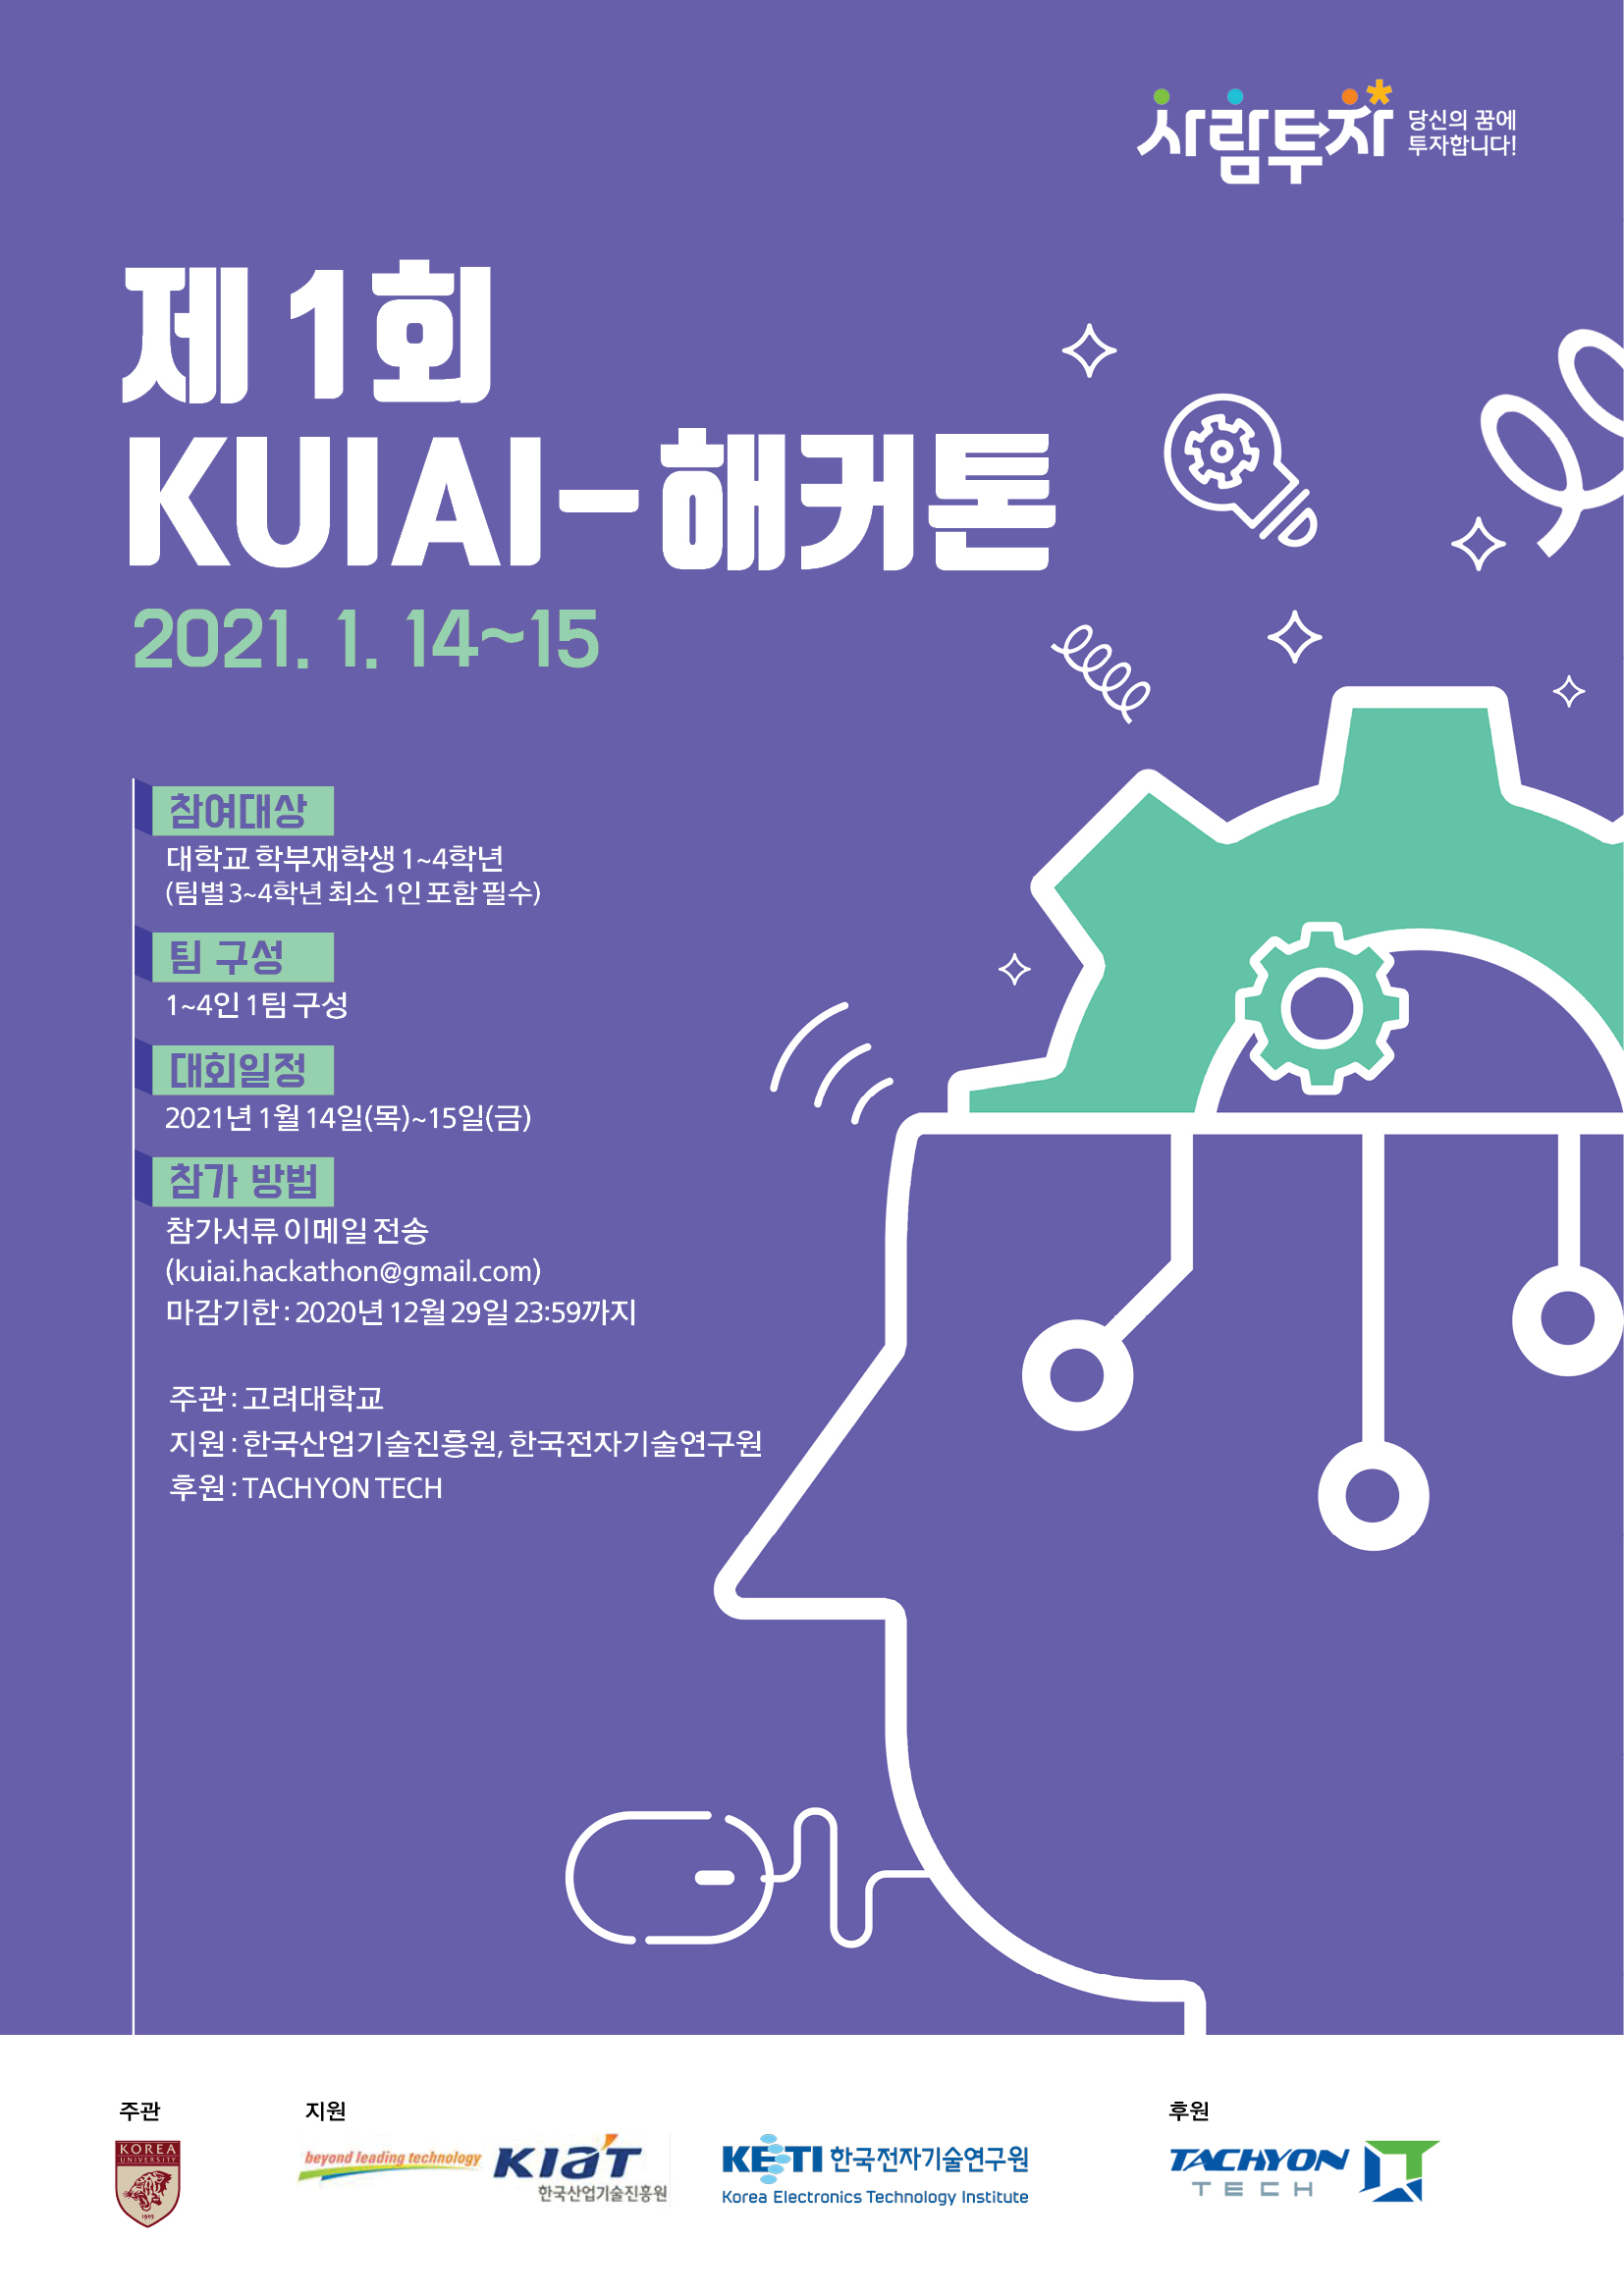 사람투자
당신의 꿈에
투자합니다!
제1회
KUIAI-해커톤
2021. 1. 14~15
참여대상
대학교 학부재학생 1~4학년
(팀별 3~4학년 최소 1인 포함 필수)
팀 구성
1~4인 1팀 구성
대회일정
2021년 1월 14일(목)~15일(금)
참가 방법
참가서류 이메일 전송
(kuiai.hackathon@gmail.com)
마감기한 : 2020년 12월 29일 23:59까지
주관 : 고려대학교
지원 : 한국산업기술진흥원, 한국전자기술연구원
후원 : TACHYON TECH
주관
KOREA
UNIVERSITY
1905
지원
beyond leading technology
KIAT
한국산업기술진흥원
KETI 한국전자기술연구원
Korea Electronics Technology Institute
후원
TACHYON
TECH